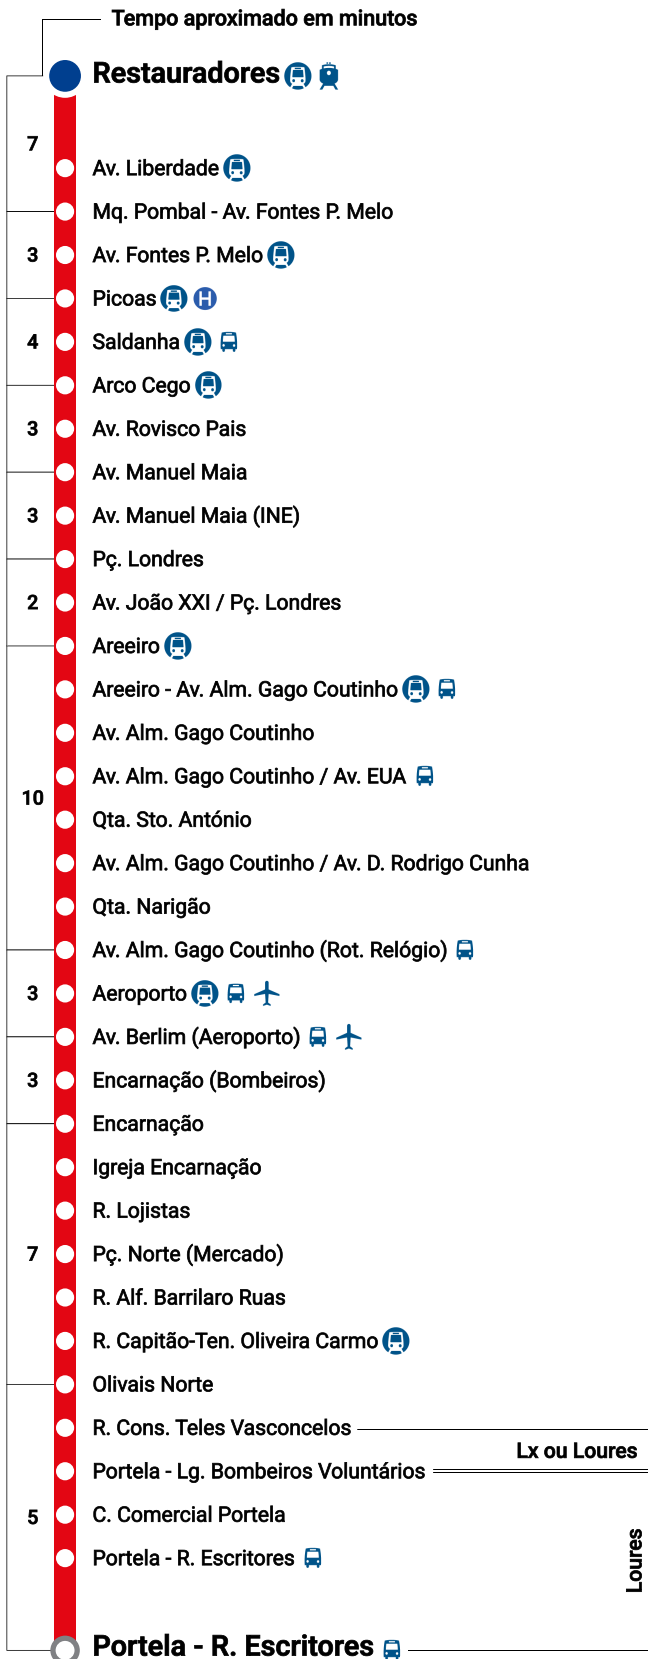 Tempo aproximado em minutos
Restauradores
7
Av. Liberdade
Mq. Pombal - Av. Fontes P. Melo
3
Av. Fontes P. Melo
Picoas H
4
Saldanha
Arco Cego
3
Av. Rovisco Pais
Av. Manuel Maia
3
Av. Manuel Maia (INE)
Pç. Londres
2
Av. João XXI / Pç. Londres
Areeiro
Areeiro - Av. Alm. Gago Coutinho
Av. Alm. Gago Coutinho
Av. Alm. Gago Coutinho / Av. EUA
10
Qta. Sto. António
Av. Alm. Gago Coutinho / Av. D. Rodrigo Cunha
Qta. Narigão
Av. Alm. Gago Coutinho (Rot. Relógio)
3
Aeroporto
Av. Berlim (Aeroporto)
3
Encarnação (Bombeiros)
Encarnação
Igreja Encarnação
R. Lojistas
7
Pç. Norte (Mercado)
R. Alf. Barrilaro Ruas
R. Capitão-Ten. Oliveira Carmo
Olivais Norte
R. Cons. Teles Vasconcelos
Lx ou Loures
Portela - Lg. Bombeiros Voluntários
5
C. Comercial Portela
Portela - R. Escritores
Loures
Portela - R. Escritores